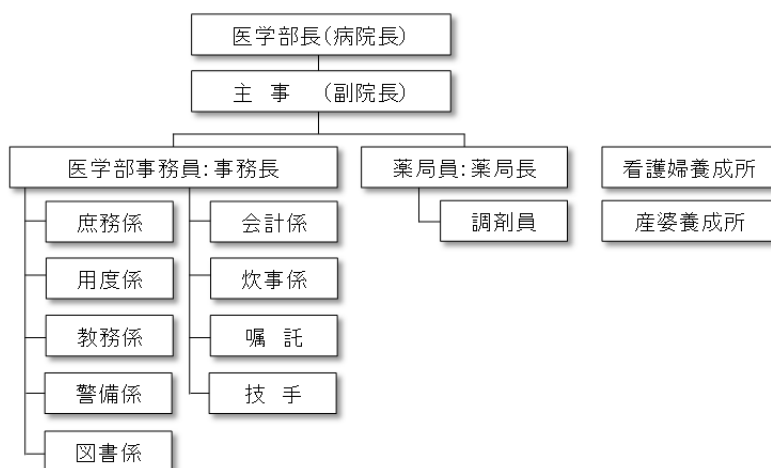 医学部長(病院長)
主 事 (副院長)
医学部事務員:事務長
薬局員:薬局長
看護婦養成所
庶務係
会計係
調剤員
産婆養成所
用度係
炊事係
教務係
嘱 託
警備係
技 手
図書係